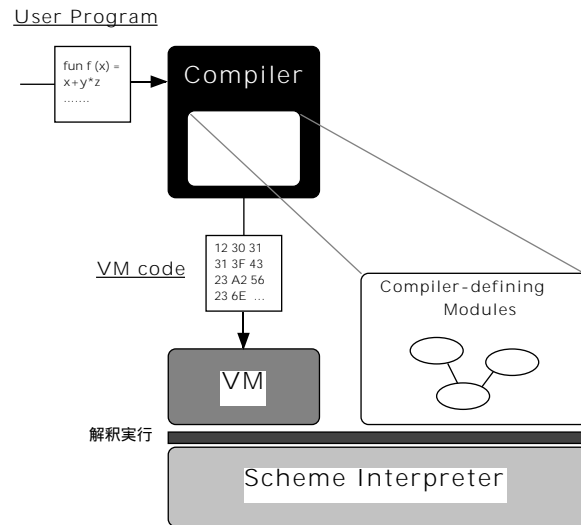 User Program
fun f (x) =
x+y*z
.......
Compiler
12 30 31
31 3F 43
23 A2 56
23 6E ...
VM code
Compiler-defining
Modules
VM
解釈実行
Scheme Interpreter